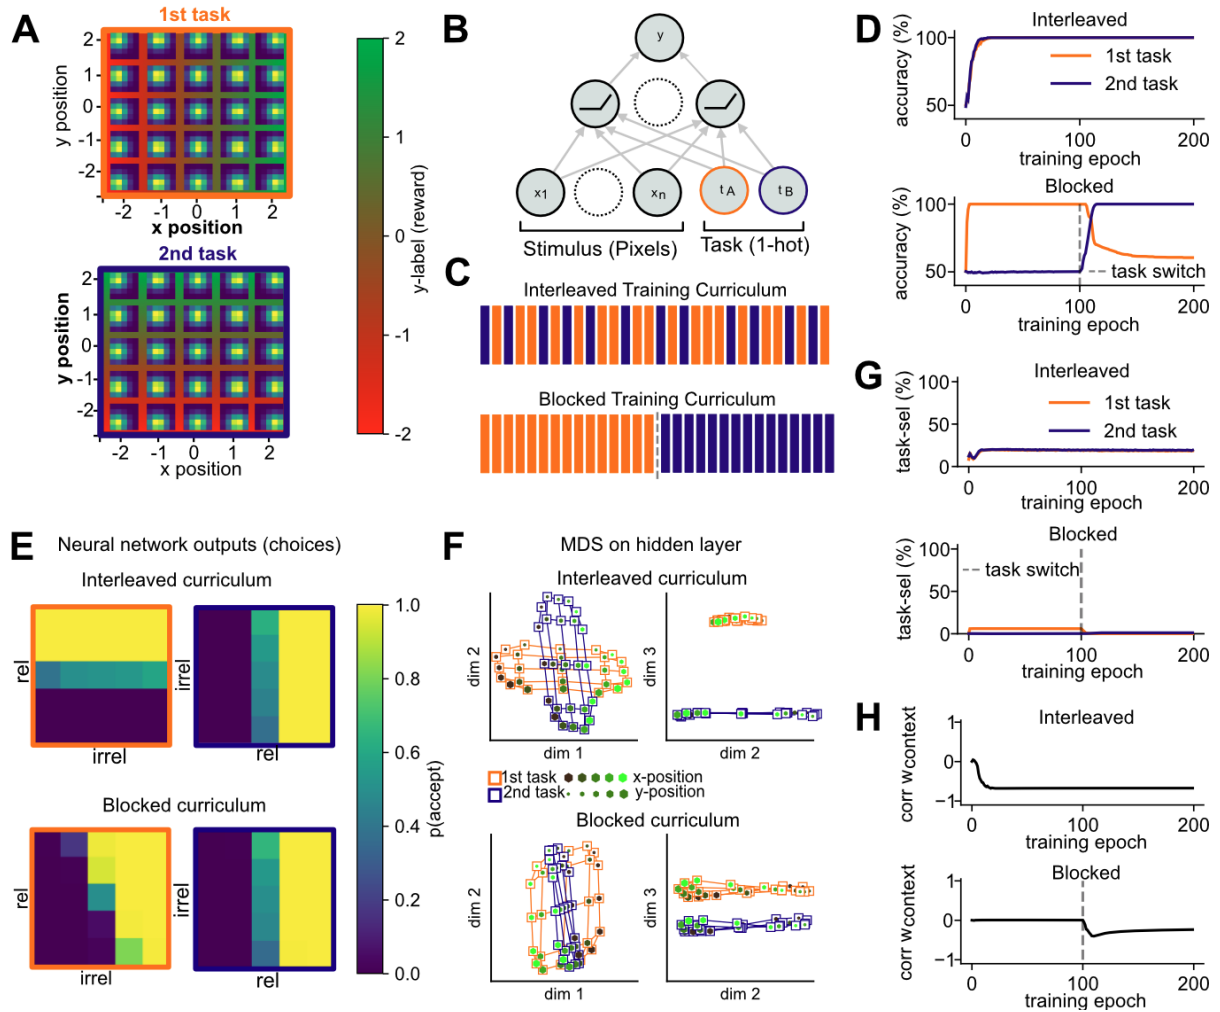 A
1st task
2
1
0
-1
-2
y position
-2 -1 0 1 2
x position
2nd task
2
1
0
-1
-2
y position
-2 -1 0 1 2
x position
2
1
0
-1
-2
y-label (reward)
B
y
x1
xn
tA
tB
Stimulus (Pixels)
Task (1-hot)
C
Interleaved Training Curriculum
Blocked Training Curriculum
D
Interleaved
100
50
accuracy (%)
1st task
2nd task
0 100 200
training epoch
Blocked
100
50
accuracy (%)
task switch
0 100 200
training epoch
E
Neural network outputs (choices)
Interleaved curriculum
rel
irrel
irrel
rel
Blocked curriculum
rel
irrel
irrel
rel
1.0
0.8
0.6
0.4
0.2
0.0
p(accept)
F
MDS on hidden layer
Interleaved curriculum
dim 2
dim 1
dim 3
dim 2
1st task
x-position
2nd task
y-position
Blocked curriculum
dim 2
dim 1
dim 3
dim 2
G
Interleaved
100
50
0
task-sel (%)
1st task
2nd task
0 100 200
training epoch
Blocked
100
50
0
task-sel (%)
task switch
0 100 200
training epoch
H
Interleaved
1
0
-1
corr wcontext
0 100 200
training epoch
Blocked
1
0
-1
corr wcontext
0 100 200
training epoch